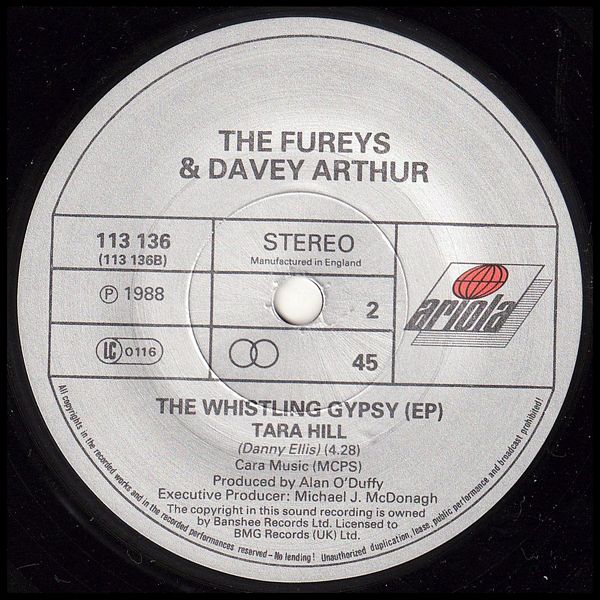 THE FUREYS
& DAVEY ARTHUR
113 136
(113 136B)
STEREO
Manufactured in England
℗ 1988
2
ariola
LC 0116
45
THE WHISTLING GYPSY (EP)
TARA HILL
(Danny Ellis) (4.28)
Cara Music (MCPS)
Produced by Alan O'Duffy
Executive Producer: Michael J. McDonagh
The copyright in this sound recording is owned
by Banshee Records Ltd. Licensed to
BMG Records (UK) Ltd.
All copyrights in the recorded works and in the recorded performances reserved – No lending! Unauthorized duplication, lease, public performance and broadcast prohibited!